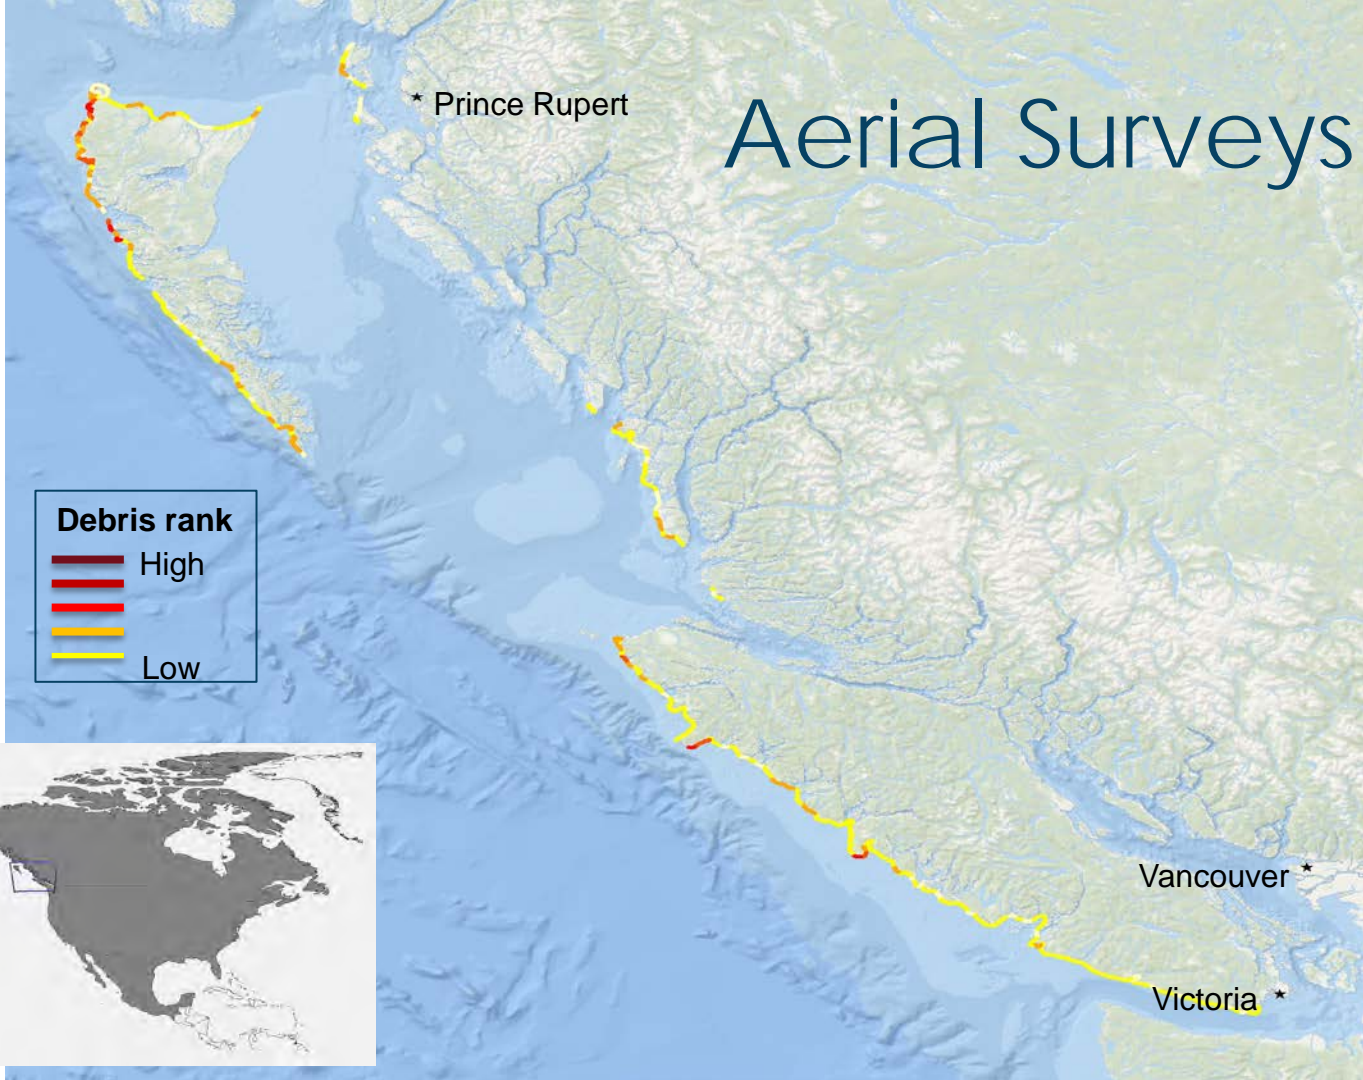 Aerial Surveys
Prince Rupert
Debris rank
High
Low
Vancouver
Victoria